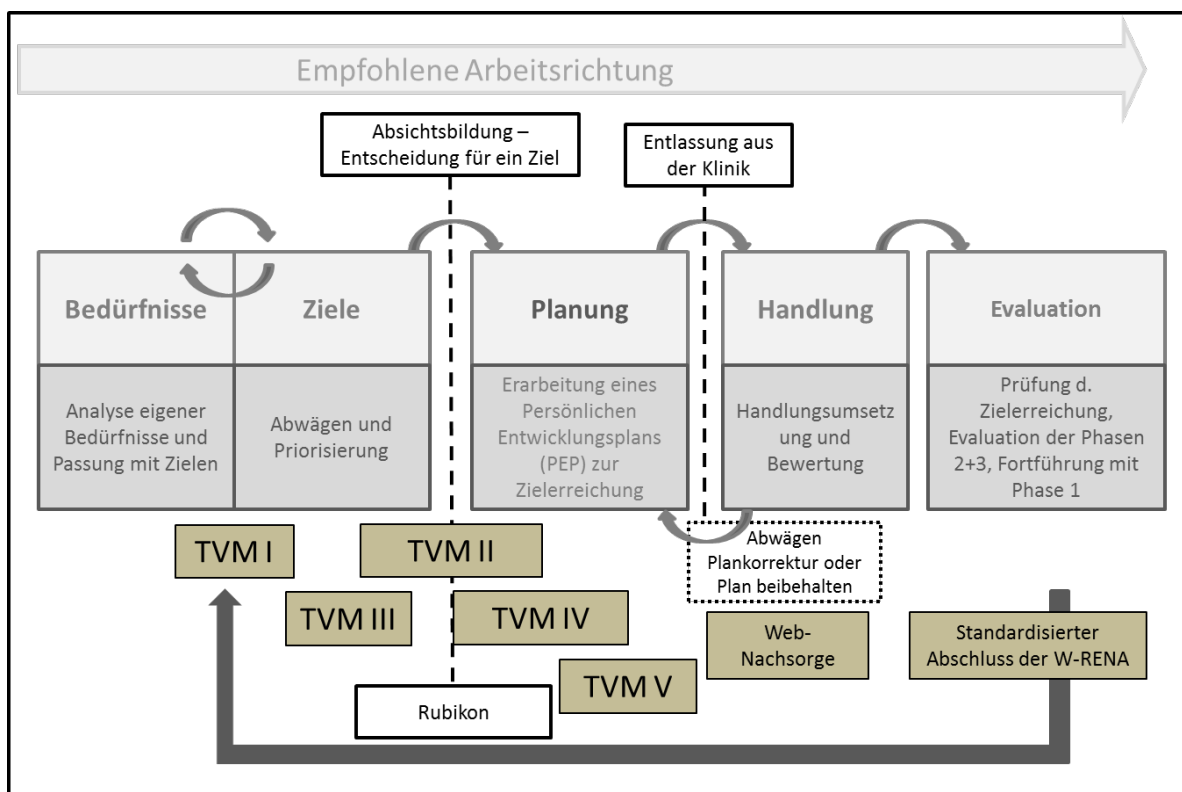 Empfohlene Arbeitsrichtung
Absichtsbildung –
Entscheidung für ein Ziel
Entlassung aus
der Klinik
Bedürfnisse
Ziele
Planung
Handlung
Evaluation
Analyse eigener
Bedürfnisse und
Passung mit Zielen
Abwägen und
Priorisierung
Erarbeitung eines
Persönlichen
Entwicklungsplans
(PEP) zur
Zielerreichung
Handlungsumsetz
ung und
Bewertung
Prüfung d.
Zielerreichung,
Evaluation der Phasen
2+3, Fortführung mit
Phase 1
TVM I
TVM II
Abwägen
Plankorrektur oder
Plan beibehalten
TVM III
TVM IV
Web-
Nachsorge
Standardisierter
Abschluss der W-RENA
TVM V
Rubikon